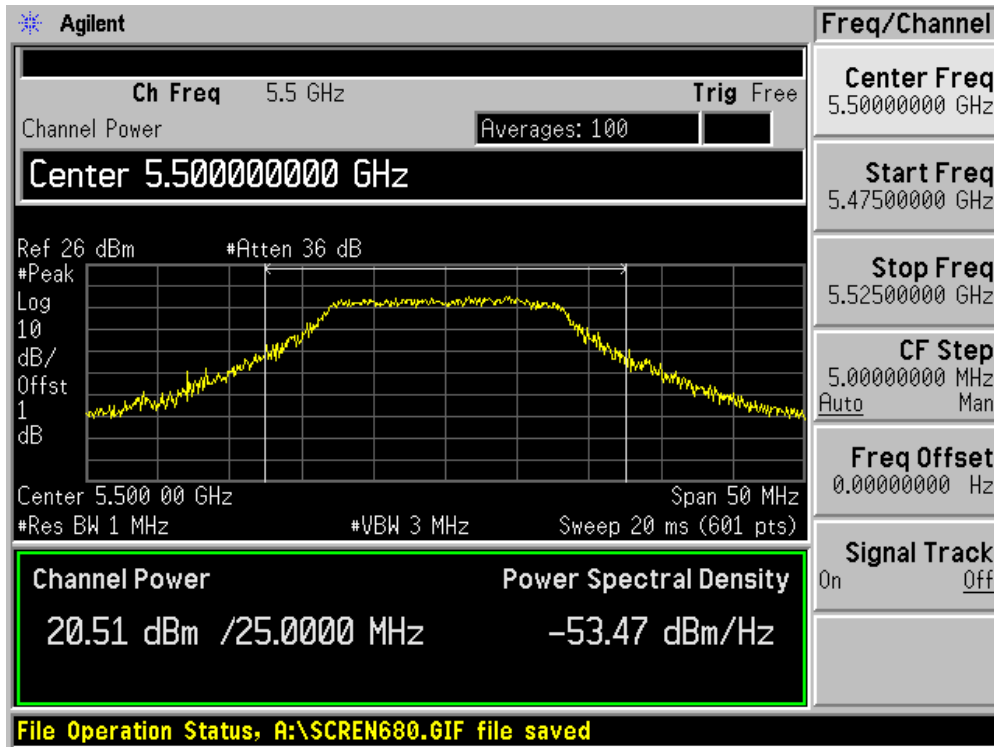 Agilent
Freq/Channel
Ch Freq 5.5 GHz Trig Free
Channel Power Averages: 100
Center 5.500000000 GHz
Ref 26 dBm #Atten 36 dB
#Peak
Log
10
dB/
Offst
1
dB
Center 5.500 00 GHz Span 50 MHz
#Res BW 1 MHz #VBW 3 MHz Sweep 20 ms (601 pts)
Channel Power Power Spectral Density
20.51 dBm /25.0000 MHz -53.47 dBm/Hz
File Operation Status, A:\SCREN680.GIF file saved
Center Freq
5.50000000 GHz
Start Freq
5.47500000 GHz
Stop Freq
5.52500000 GHz
CF Step
5.00000000 MHz
Auto Man
Freq Offset
0.00000000 Hz
Signal Track
On Off